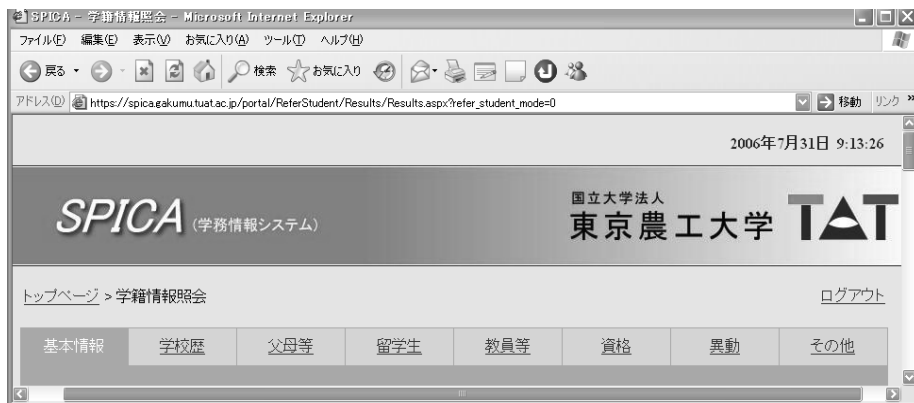 SPICA - 学籍情報照会 - Microsoft Internet Explorer
ファイル(F) 編集(E) 表示(V) お気に入り(A) ツール(T) ヘルプ(H)
戻る 検索 お気に入り
アドレス(D) https://spica.gakumu.tuat.ac.jp/portal/ReferStudent/Results/Results.aspx?refer_student_mode=0 移動 リンク »
2006年7月31日 9:13:26
SPICA (学務情報システム)
国立大学法人
東京農工大学 TAT
トップページ > 学籍情報照会 ログアウト
基本情報 学校歴 父母等 留学生 教員等 資格 異動 その他